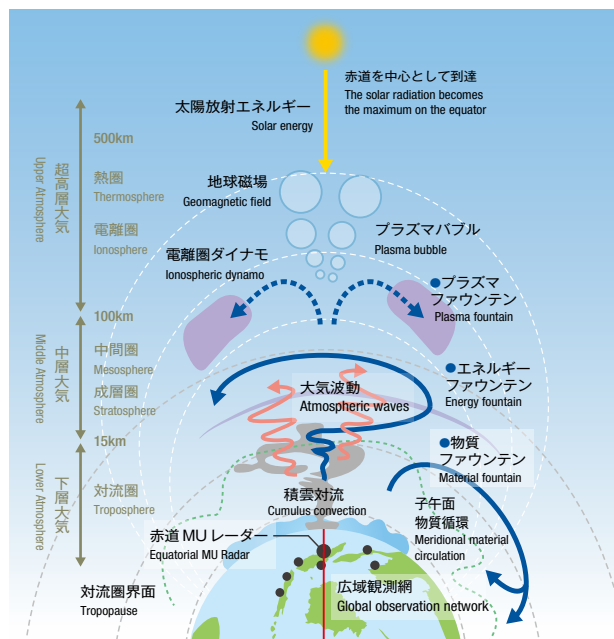 赤道を中心として到達
The solar radiation becomes
the maximum on the equator
太陽放射エネルギー
Solar energy
500km
超高層大気
Upper Atmosphere
熱圏
Thermosphere
地球磁場
Geomagnetic field
電離圏
Ionosphere
プラズマバブル
Plasma bubble
電離圏ダイナモ
Ionospheric dynamo
●プラズマ
ファウンテン
Plasma fountain
100km
中層大気
Middle Atmosphere
中間圏
Mesosphere
成層圏
Stratosphere
●エネルギー
ファウンテン
Energy fountain
大気波動
Atmospheric waves
15km
●物質
ファウンテン
Material fountain
下層大気
Lower Atmosphere
対流圏
Troposphere
積雲対流
Cumulus convection
子午面
物質循環
Meridional material
circulation
赤道MUレーダー
Equatorial MU Radar
対流圏界面
Tropopause
広域観測網
Global observation network